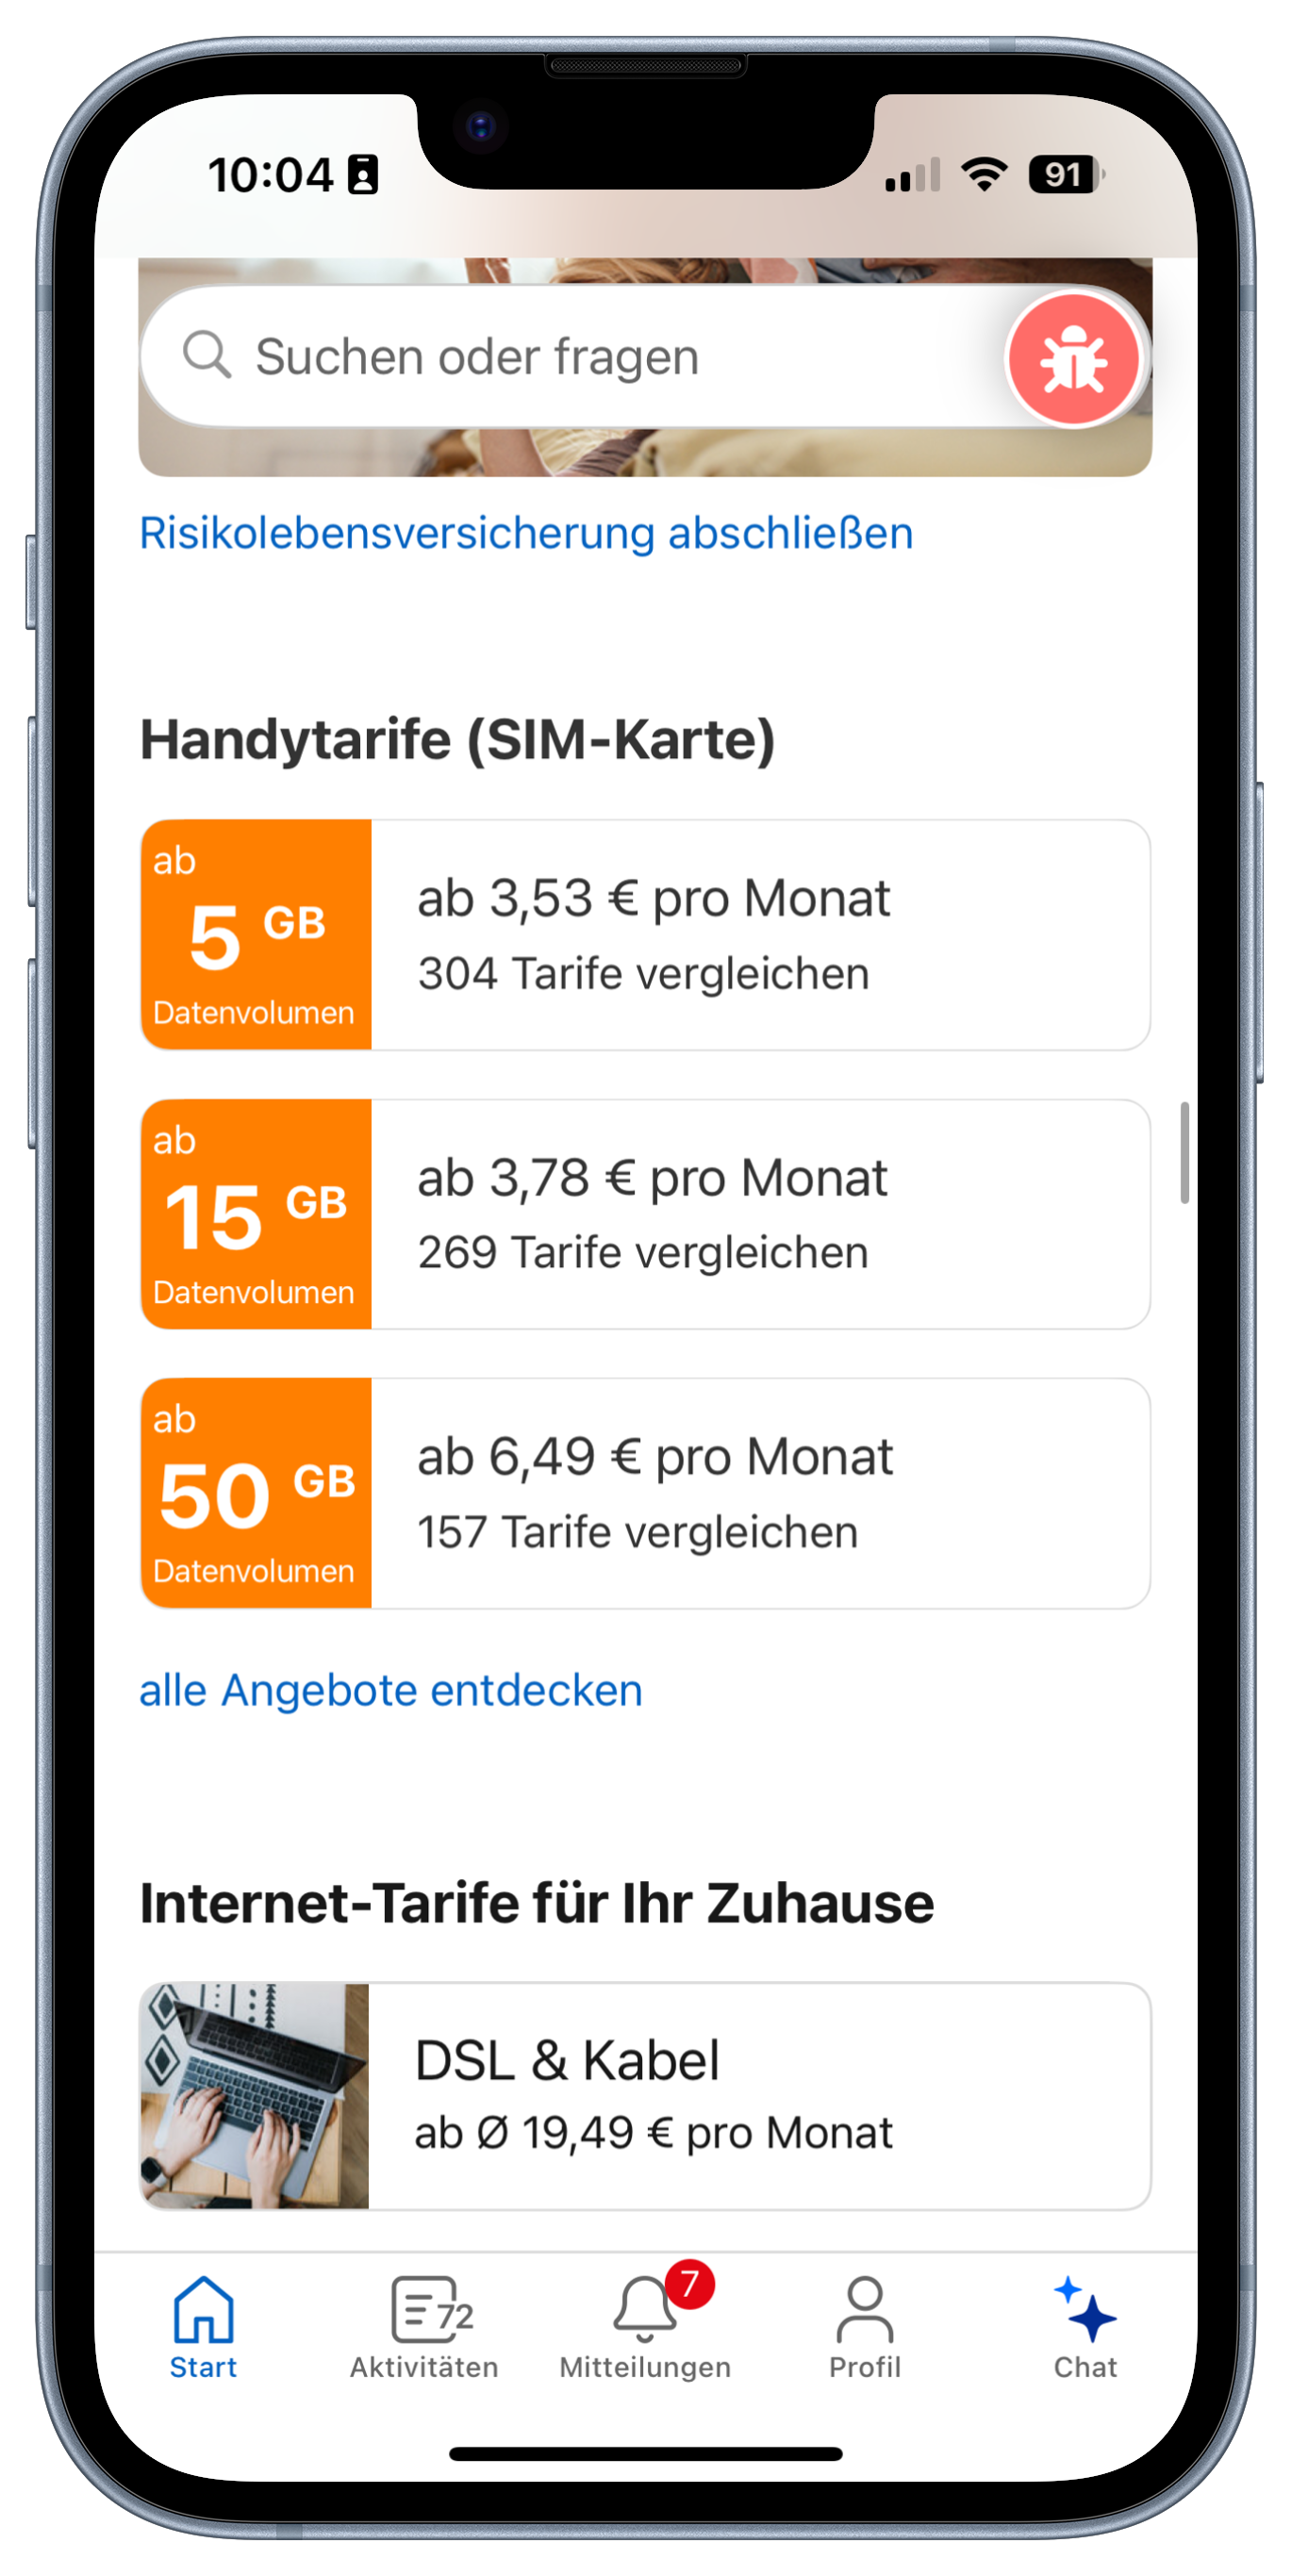 10:04
91
Suchen oder fragen
Risikolebensversicherung abschließen
Handytarife (SIM-Karte)
ab
5 GB
Datenvolumen
ab 3,53 € pro Monat
304 Tarife vergleichen
ab
15 GB
Datenvolumen
ab 3,78 € pro Monat
269 Tarife vergleichen
ab
50 GB
Datenvolumen
ab 6,49 € pro Monat
157 Tarife vergleichen
alle Angebote entdecken
Internet-Tarife für Ihr Zuhause
DSL & Kabel
ab Ø 19,49 € pro Monat
72
7
Start
Aktivitäten
Mitteilungen
Profil
Chat